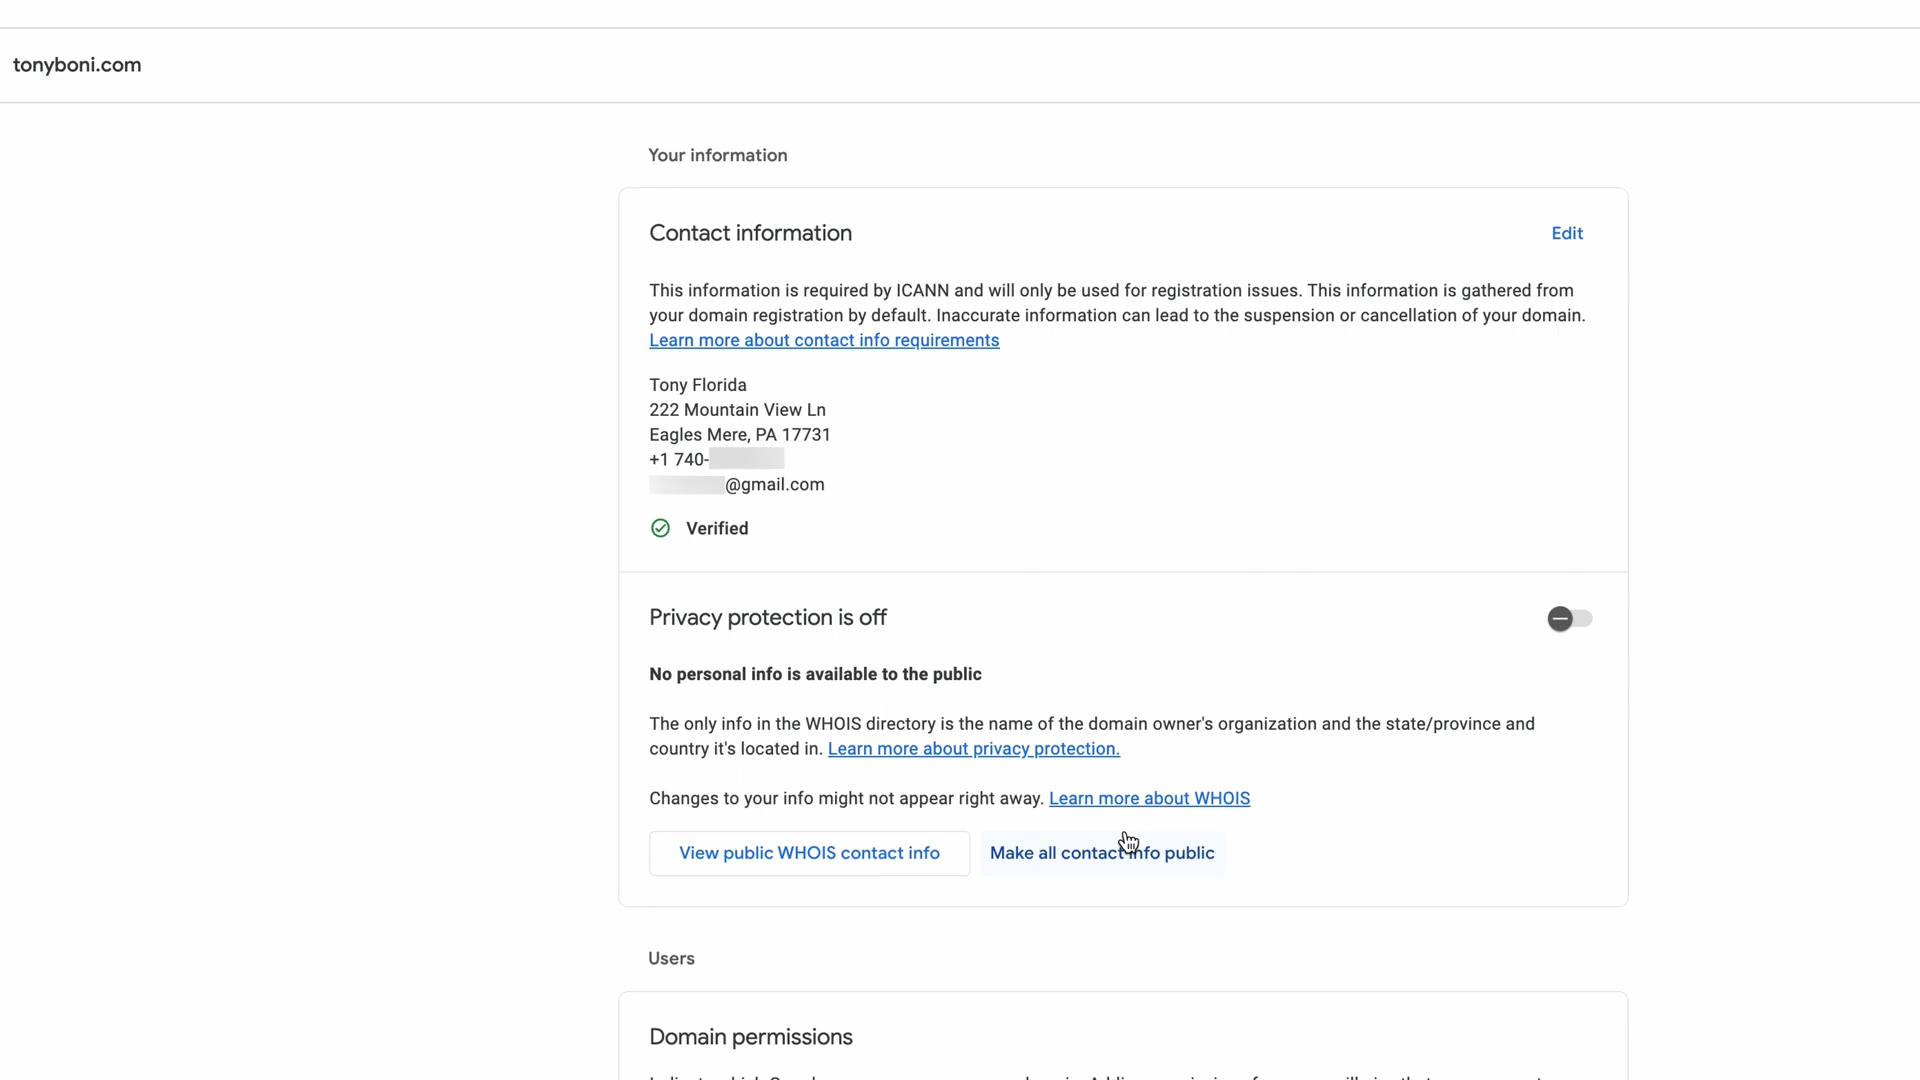 tonyboni.com
Your information
Contact information
Edit
This information is required by ICANN and will only be used for registration issues. This information is gathered from
your domain registration by default. Inaccurate information can lead to the suspension or cancellation of your domain.
Learn more about contact info requirements
Tony Florida
222 Mountain View Ln
Eagles Mere, PA 17731
+1 740-
@gmail.com
Verified
Privacy protection is off
No personal info is available to the public
The only info in the WHOIS directory is the name of the domain owner's organization and the state/province and
country it's located in. Learn more about privacy protection.
Changes to your info might not appear right away. Learn more about WHOIS
View public WHOIS contact info
Make all contact info public
Users
Domain permissions